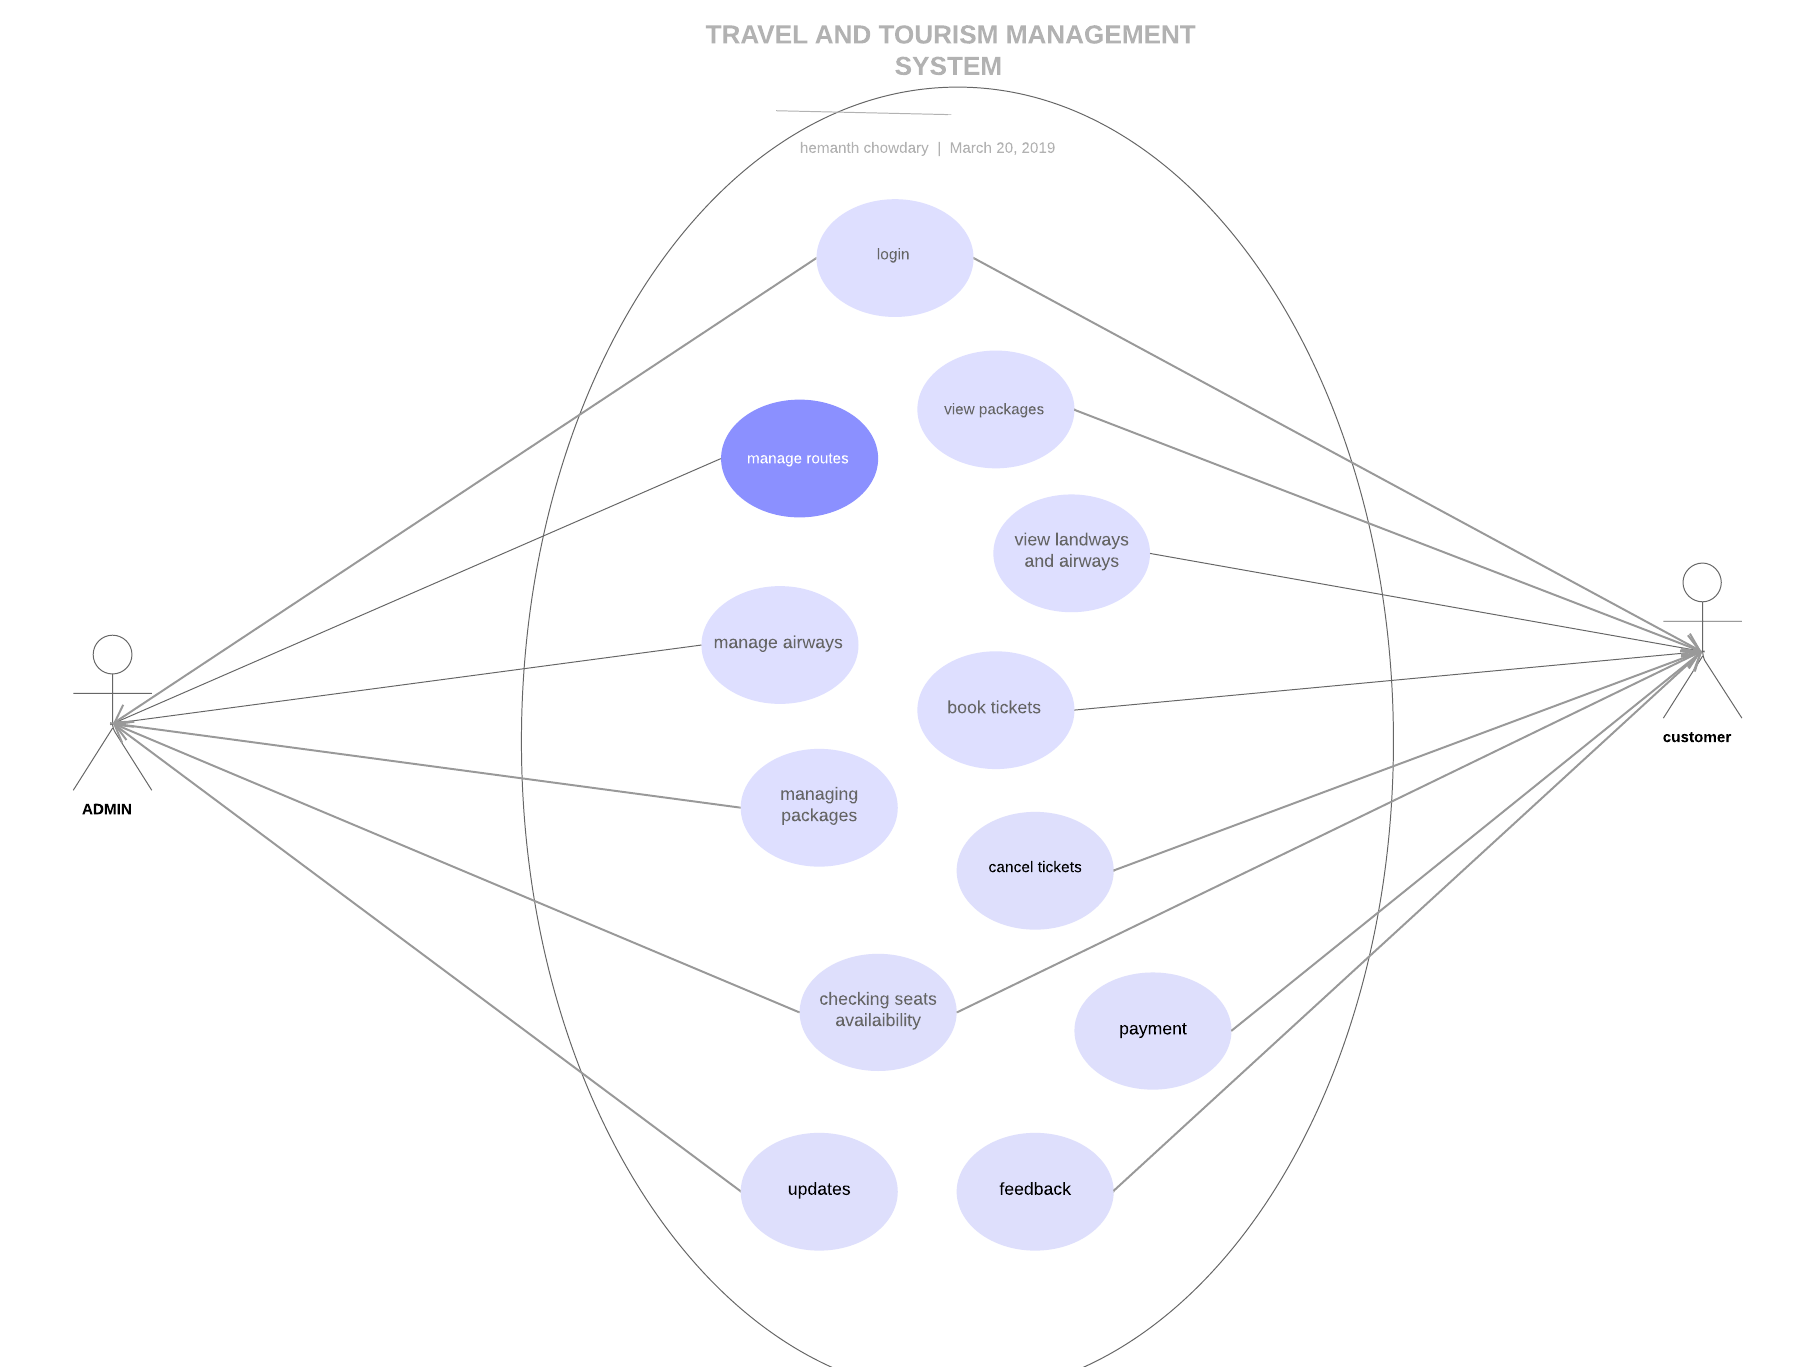 TRAVEL AND TOURISM MANAGEMENT
SYSTEM
hemanth chowdary | March 20, 2019
login
view packages
manage routes
view landways
and airways
manage airways
book tickets
customer
managing
packages
ADMIN
cancel tickets
checking seats
availaibility
payment
updates
feedback